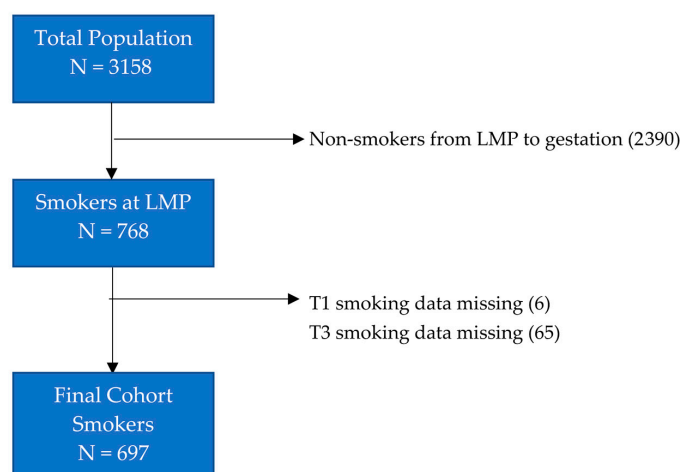 Total Population
N = 3158
Non-smokers from LMP to gestation (2390)
Smokers at LMP
N = 768
T1 smoking data missing (6)
T3 smoking data missing (65)
Final Cohort
Smokers
N = 697